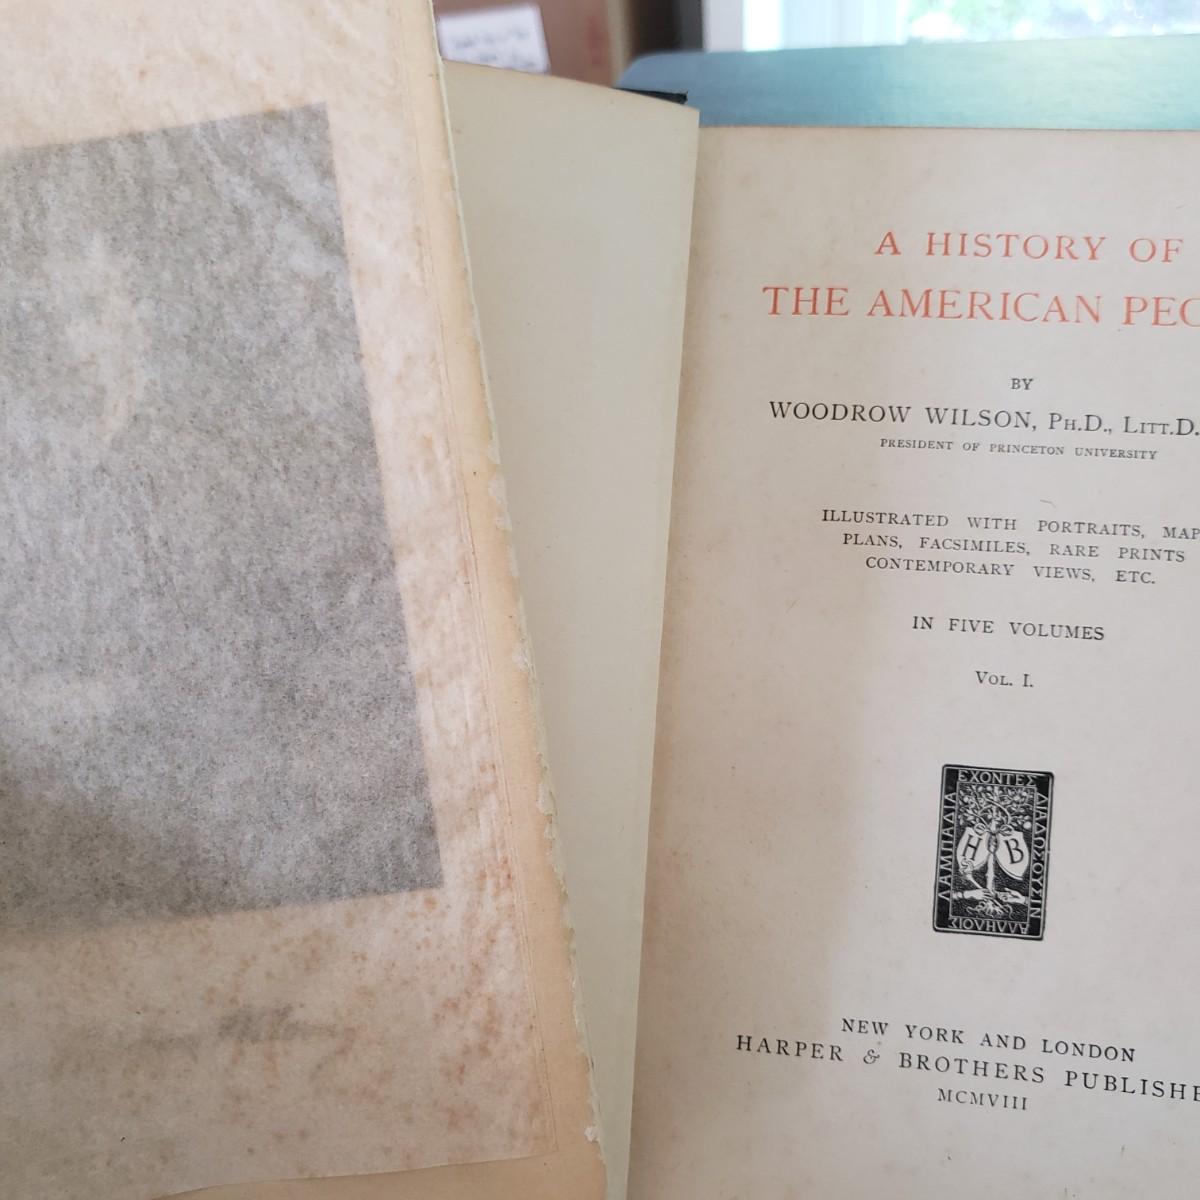 A HISTORY OF
THE AMERICAN PEO
BY
WOODROW WILSON, PH.D., LITT.D.
PRESIDENT OF PRINCETON UNIVERSITY
ILLUSTRATED WITH PORTRAITS, MAP
PLANS, FACSIMILES, RARE PRINTS
CONTEMPORARY VIEWS, ETC.
IN FIVE VOLUMES
VOL. I.
ΕΧΟΝΤΕΣ
ΛΑΜΠΑΔΙΑ
H B
ΔΙΑΔΩΣΟΥΣΙΝ
ΑΛΛΗΛΟΙΣ
NEW YORK AND LONDON
HARPER & BROTHERS PUBLISHE
MCMVIII